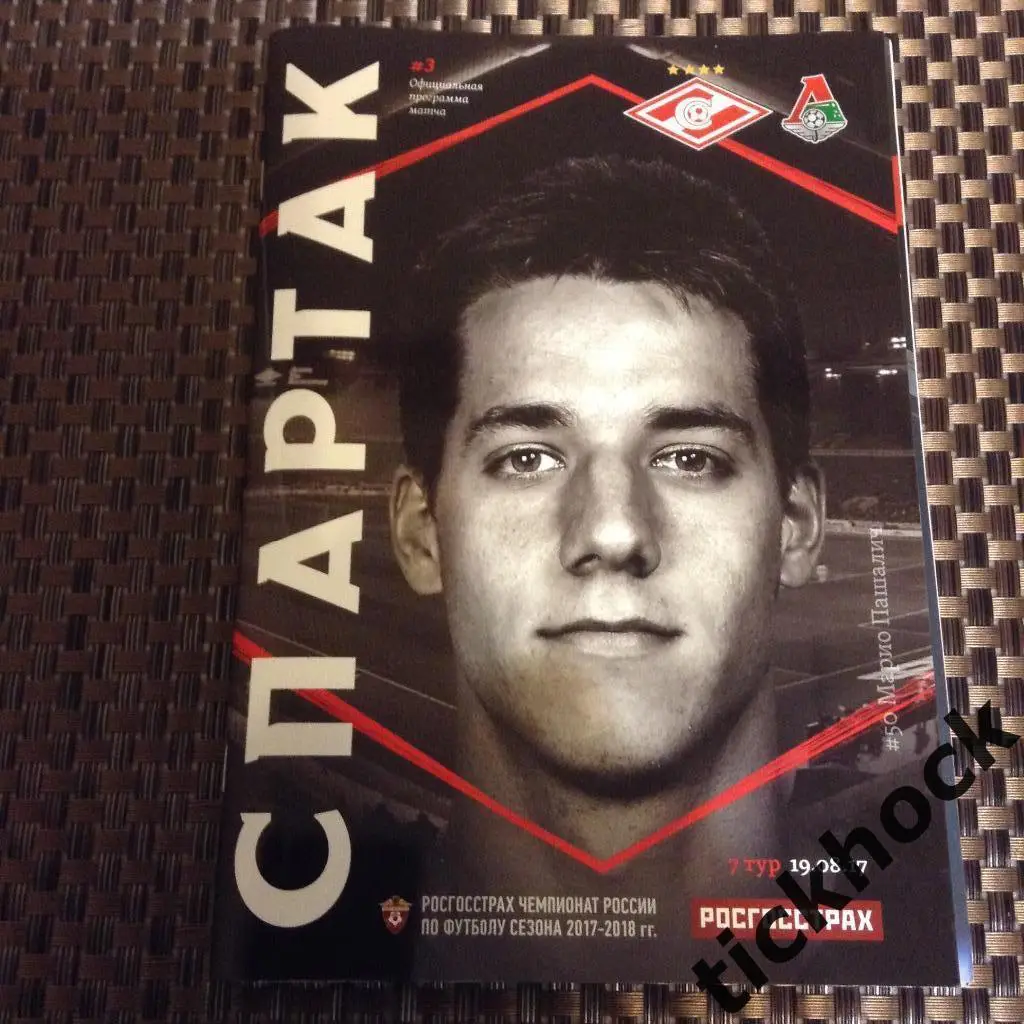 СПАРТАК
#3
Официальная
программа
матча
#50 Марио Пашалич
7 тур 19.08.17
РОСГОССТРАХ ЧЕМПИОНАТ РОССИИ
ПО ФУТБОЛУ СЕЗОНА 2017-2018 гг.
РОСГОССТРАХ
tickhock